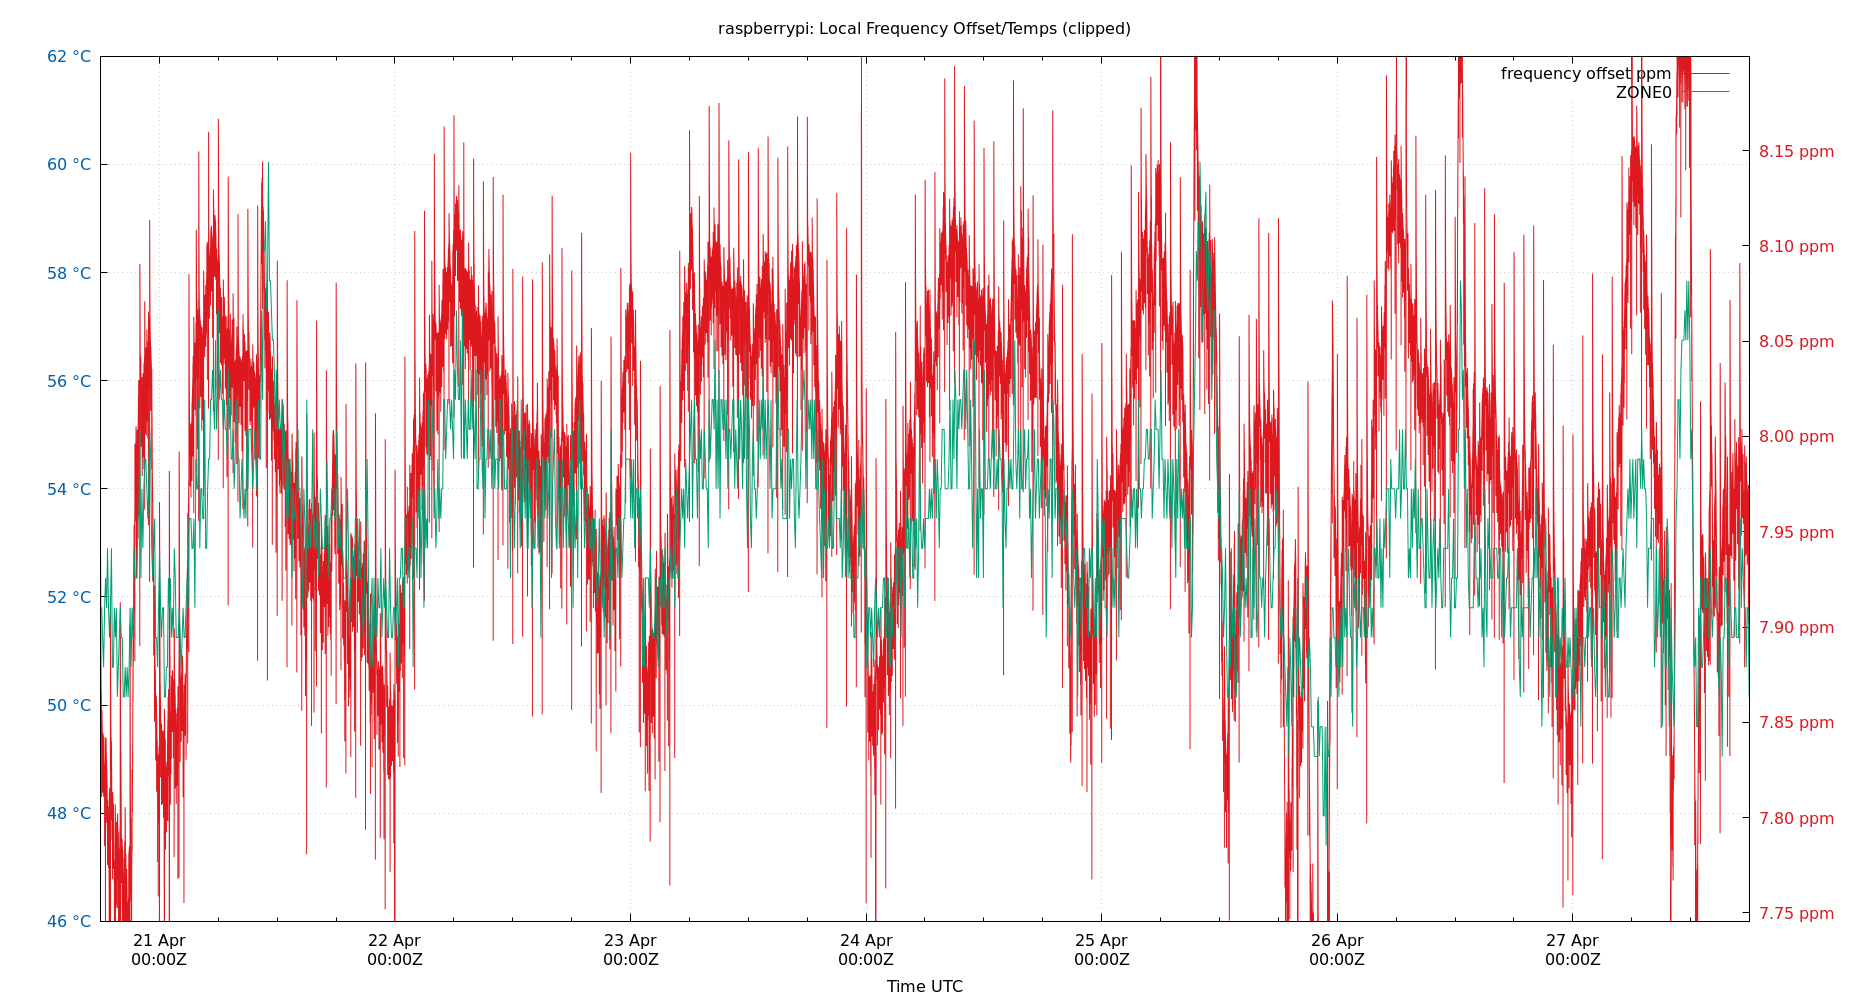 raspberrypi: Local Frequency Offset/Temps (clipped)
62 °C
60 °C
58 °C
56 °C
54 °C
52 °C
50 °C
48 °C
46 °C
frequency offset ppm
ZONE0
8.15 ppm
8.10 ppm
8.05 ppm
8.00 ppm
7.95 ppm
7.90 ppm
7.85 ppm
7.80 ppm
7.75 ppm
21 Apr
00:00Z
22 Apr
00:00Z
23 Apr
00:00Z
24 Apr
00:00Z
25 Apr
00:00Z
26 Apr
00:00Z
27 Apr
00:00Z
Time UTC